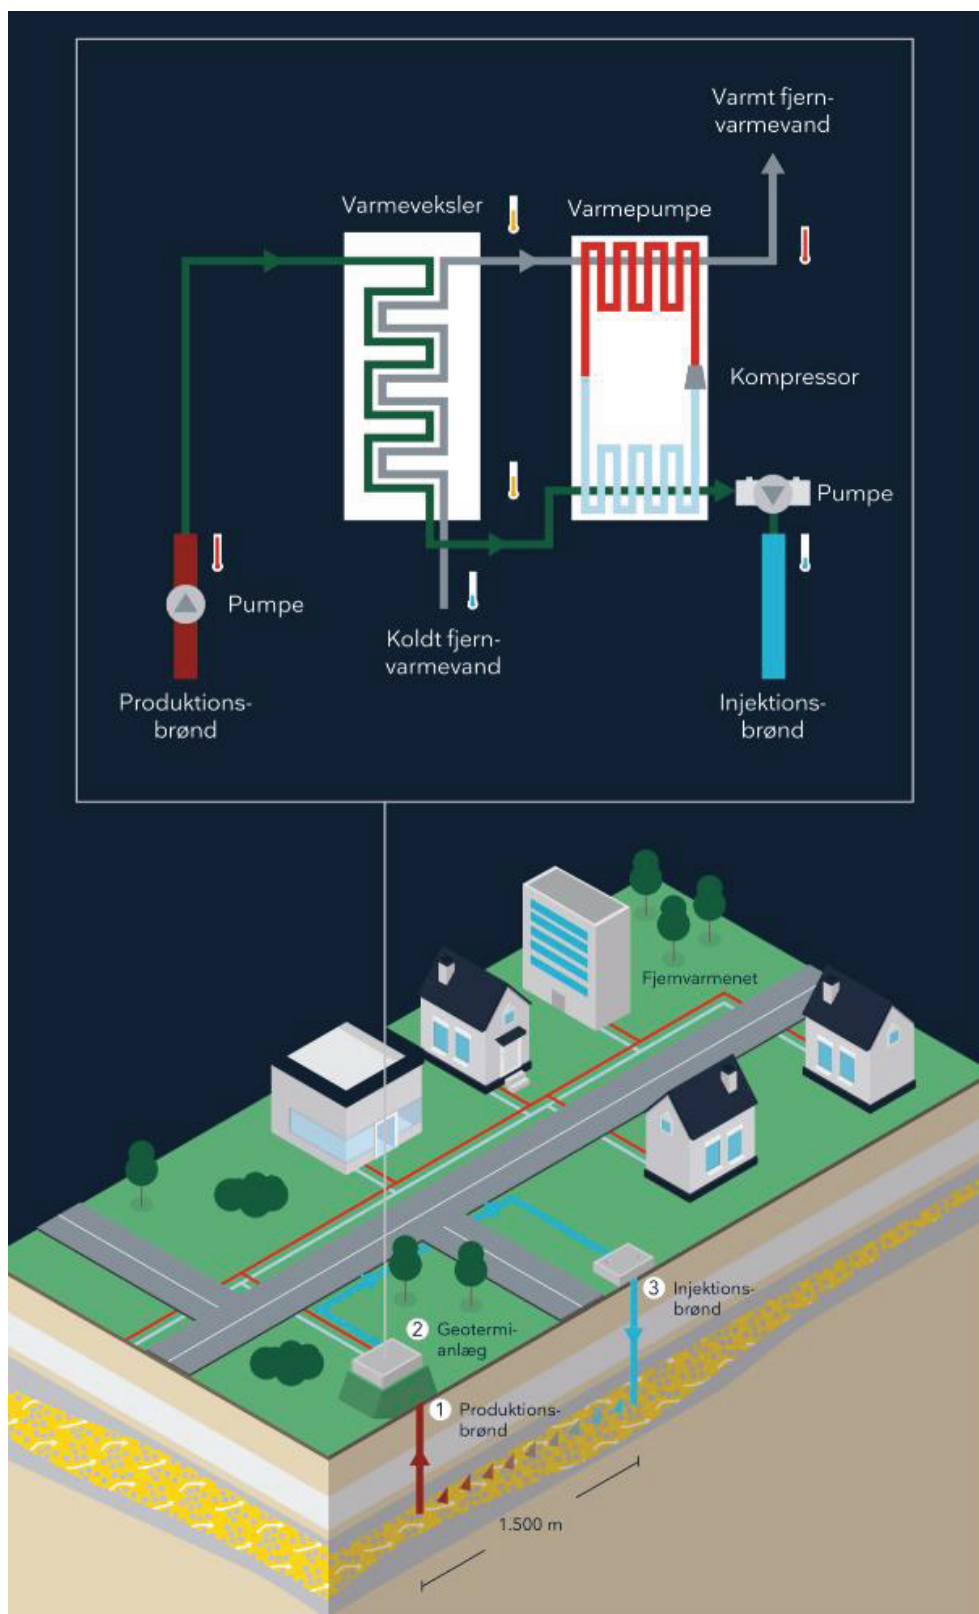 Varmt fjern-
varmevand
Varmeveksler
Varmepumpe
Kompressor
Pumpe
Pumpe
Koldt fjern-
varmevand
Produktions-
brønd
Injektions-
brønd
Fjernvarmenet
3 Injektions-
brønd
2 Geotermi-
anlæg
1 Produktions-
brønd
1.500 m